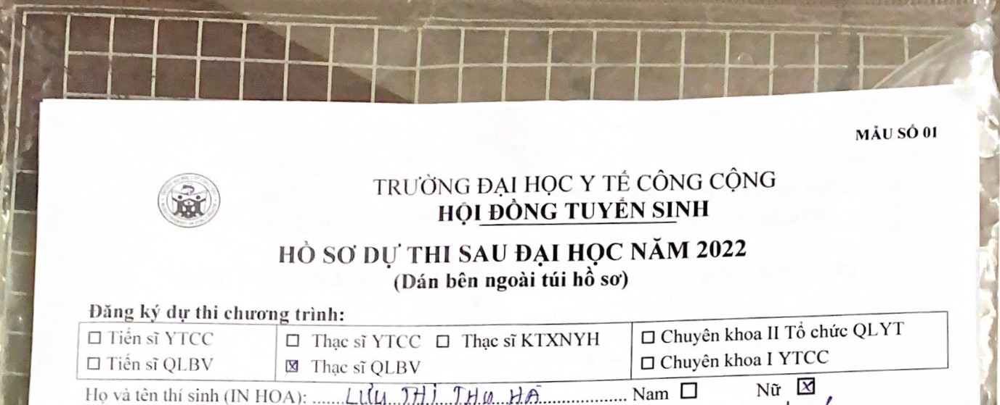 MẪU SỐ 01
TRƯỜNG ĐẠI HỌC Y TẾ CÔNG CỘNG
HỘI ĐỒNG TUYỂN SINH
HỒ SƠ DỰ THI SAU ĐẠI HỌC NĂM 2022
(Dán bên ngoài túi hồ sơ)
Đăng ký dự thi chương trình:
☐ Tiến sĩ YTCC ☐ Thạc sĩ YTCC ☐ Thạc sĩ KTXNYH ☐ Chuyên khoa II Tổ chức QLYT
☐ Tiến sĩ QLBV ☒ Thạc sĩ QLBV ☐ Chuyên khoa I YTCC
Họ và tên thí sinh (IN HOA): LƯU THỊ THU HÀ Nam ☐ Nữ ☒